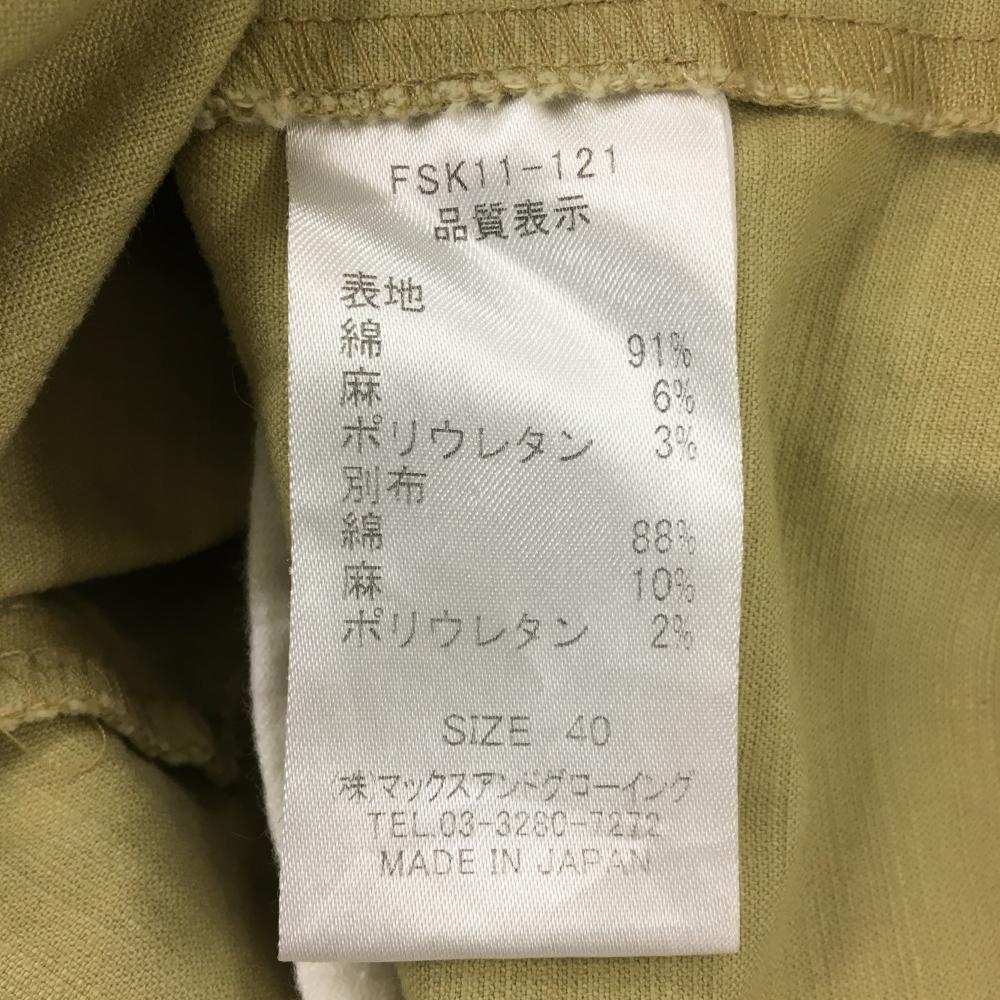 FSK11-121
品質表示
表地
綿 91%
麻 6%
ポリウレタン 3%
別布
綿 88%
麻 10%
ポリウレタン 2%
SIZE 40
(株)マックスアンドグローイング
TEL.03-3280-7272
MADE IN JAPAN